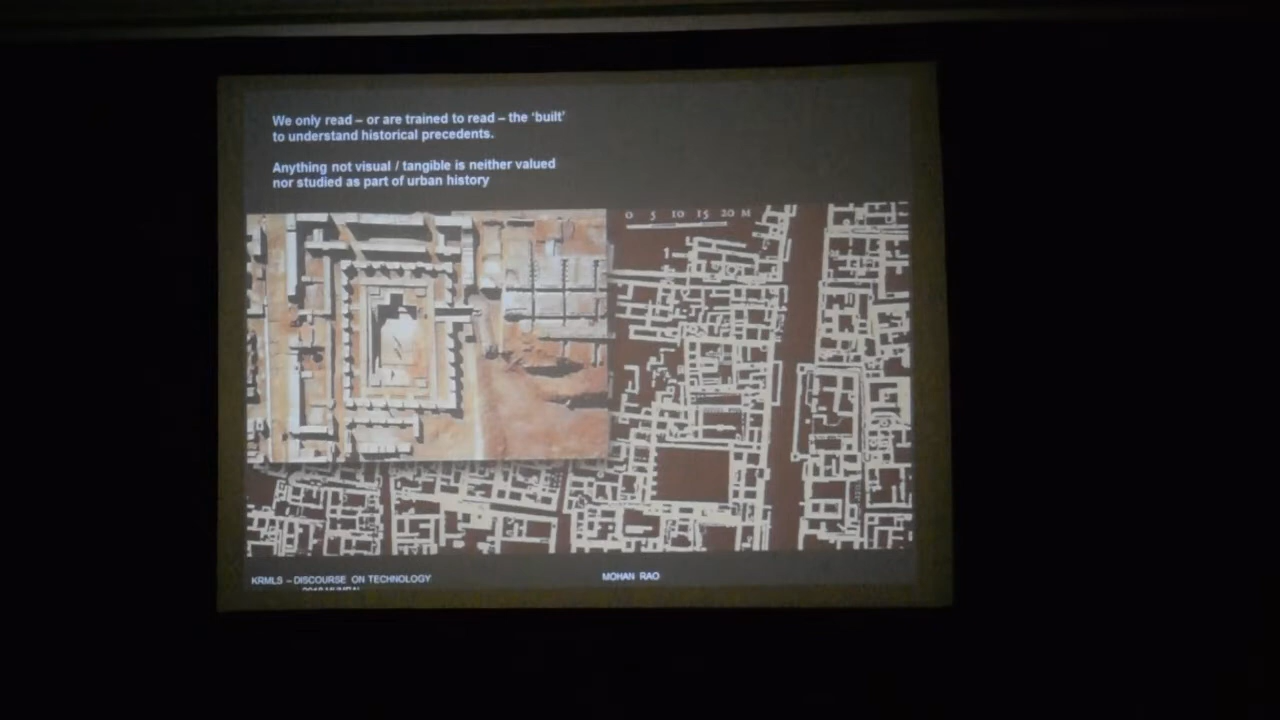 We only read – or are trained to read – the ‘built’
to understand historical precedents.
Anything not visual / tangible is neither valued
nor studied as part of urban history
0 5 10 15 20 M
1
KRMLS – DISCOURSE ON TECHNOLOGY
MOHAN RAO